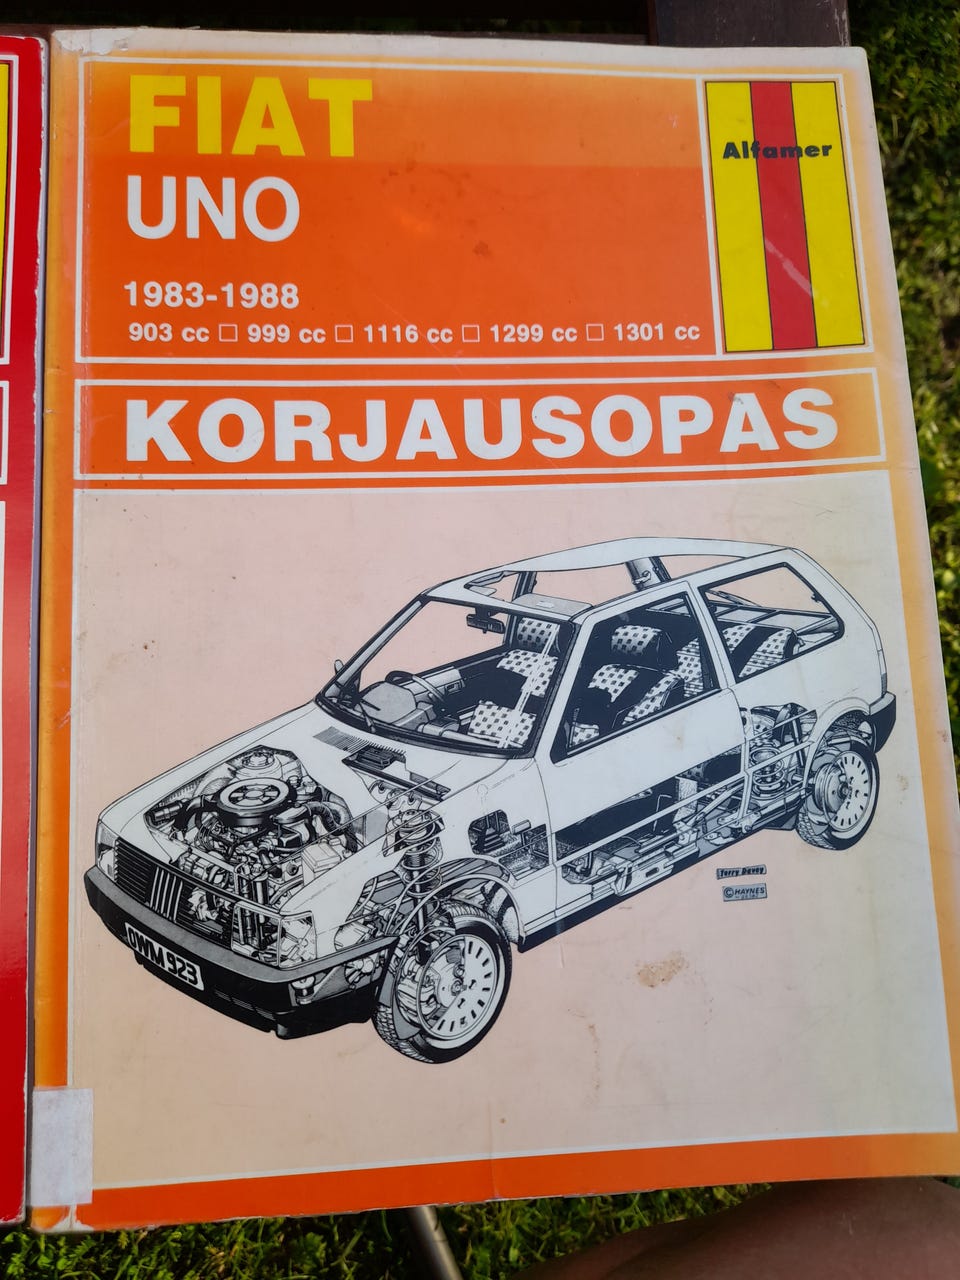 FIAT
UNO
1983-1988
903 cc □ 999 cc □ 1116 cc □ 1299 cc □ 1301 cc
Alfamer
KORJAUSOPAS
OWM 923
Terry Davey
© HAYNES